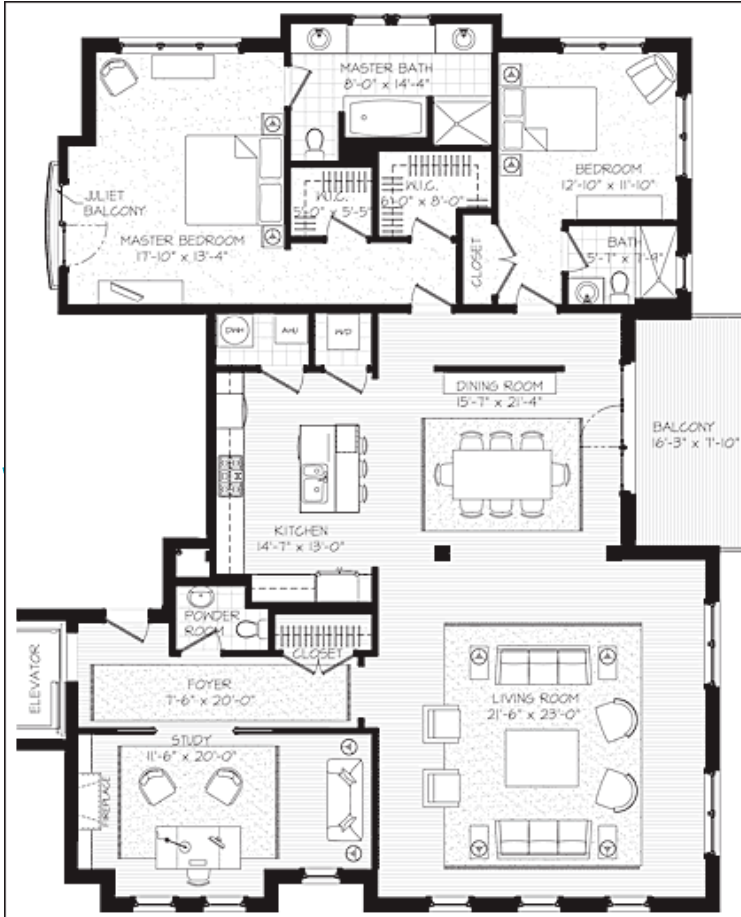 MASTER BATH
8'-0" x 14'-4"
BEDROOM
12'-10" x 11'-10"
JULIET
BALCONY
W.I.C.
5'-0" x 5'-5"
W.I.C.
6'-0" x 8'-0"
MASTER BEDROOM
17'-10" x 13'-4"
CLOSET
BATH
5'-7" x 7'-9"
DWH
AHU
W/D
DINING ROOM
15'-7" x 21'-4"
BALCONY
16'-3" x 7'-10"
KITCHEN
14'-7" x 13'-0"
POWDER
ROOM
CLOSET
ELEVATOR
FOYER
7'-6" x 20'-0"
LIVING ROOM
21'-6" x 23'-0"
STUDY
11'-6" x 20'-0"
FIREPLACE